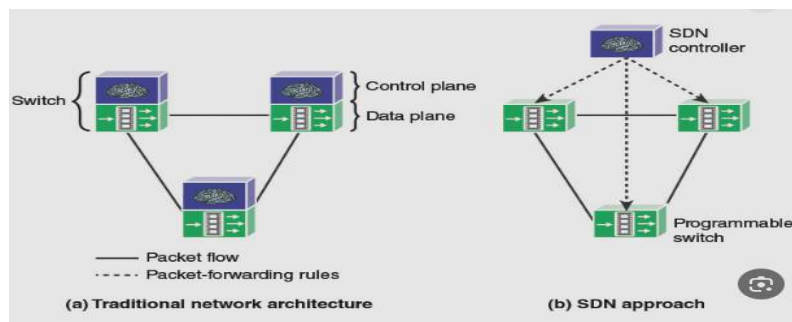 Switch
Control plane
Data plane
SDN
controller
Programmable
switch
Packet flow
Packet-forwarding rules
(a) Traditional network architecture
(b) SDN approach